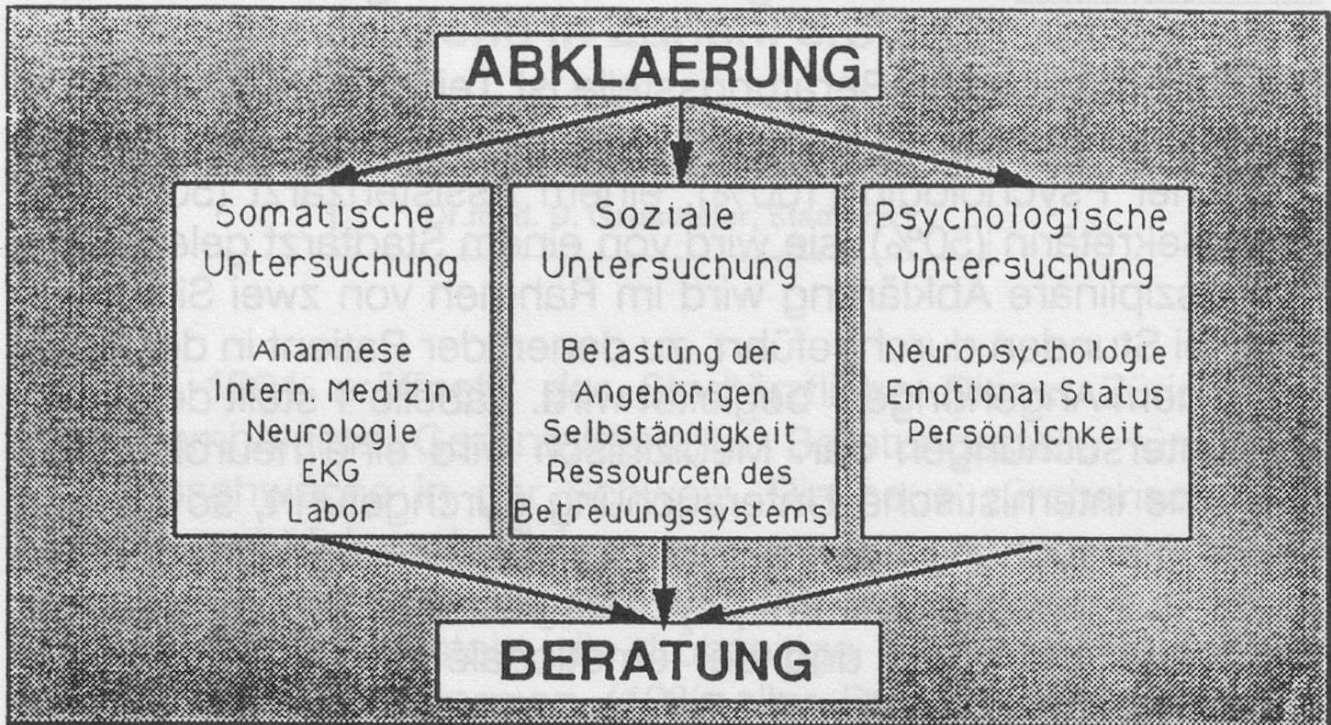 ABKLAERUNG
Somatische
Untersuchung
Anamnese
Intern. Medizin
Neurologie
EKG
Labor
Soziale
Untersuchung
Belastung der
Angehörigen
Selbständigkeit
Ressourcen des
Betreuungssystems
Psychologische
Untersuchung
Neuropsychologie
Emotional Status
Persönlichkeit
BERATUNG